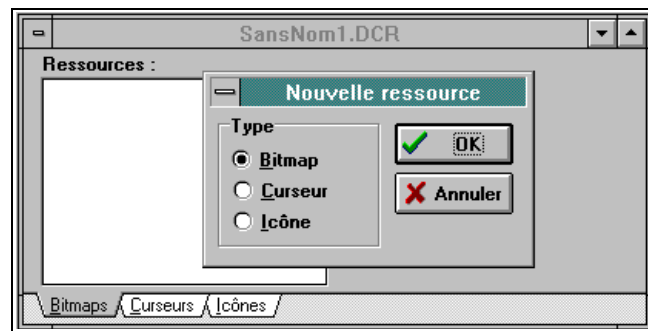 SansNom1.DCR
Ressources :
Nouvelle ressource
Type
Bitmap
Curseur
Icône
OK
Annuler
Bitmaps Curseurs Icônes